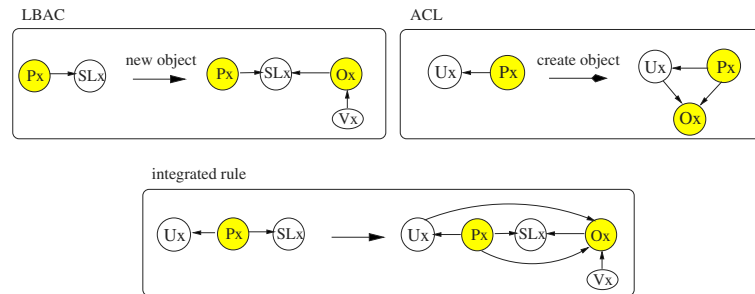 LBAC
Px SLx new object Px SLx Ox
Vx
ACL
Ux Px create object Ux Px
Ox
integrated rule
Ux Px SLx Ux Px SLx Ox
Vx